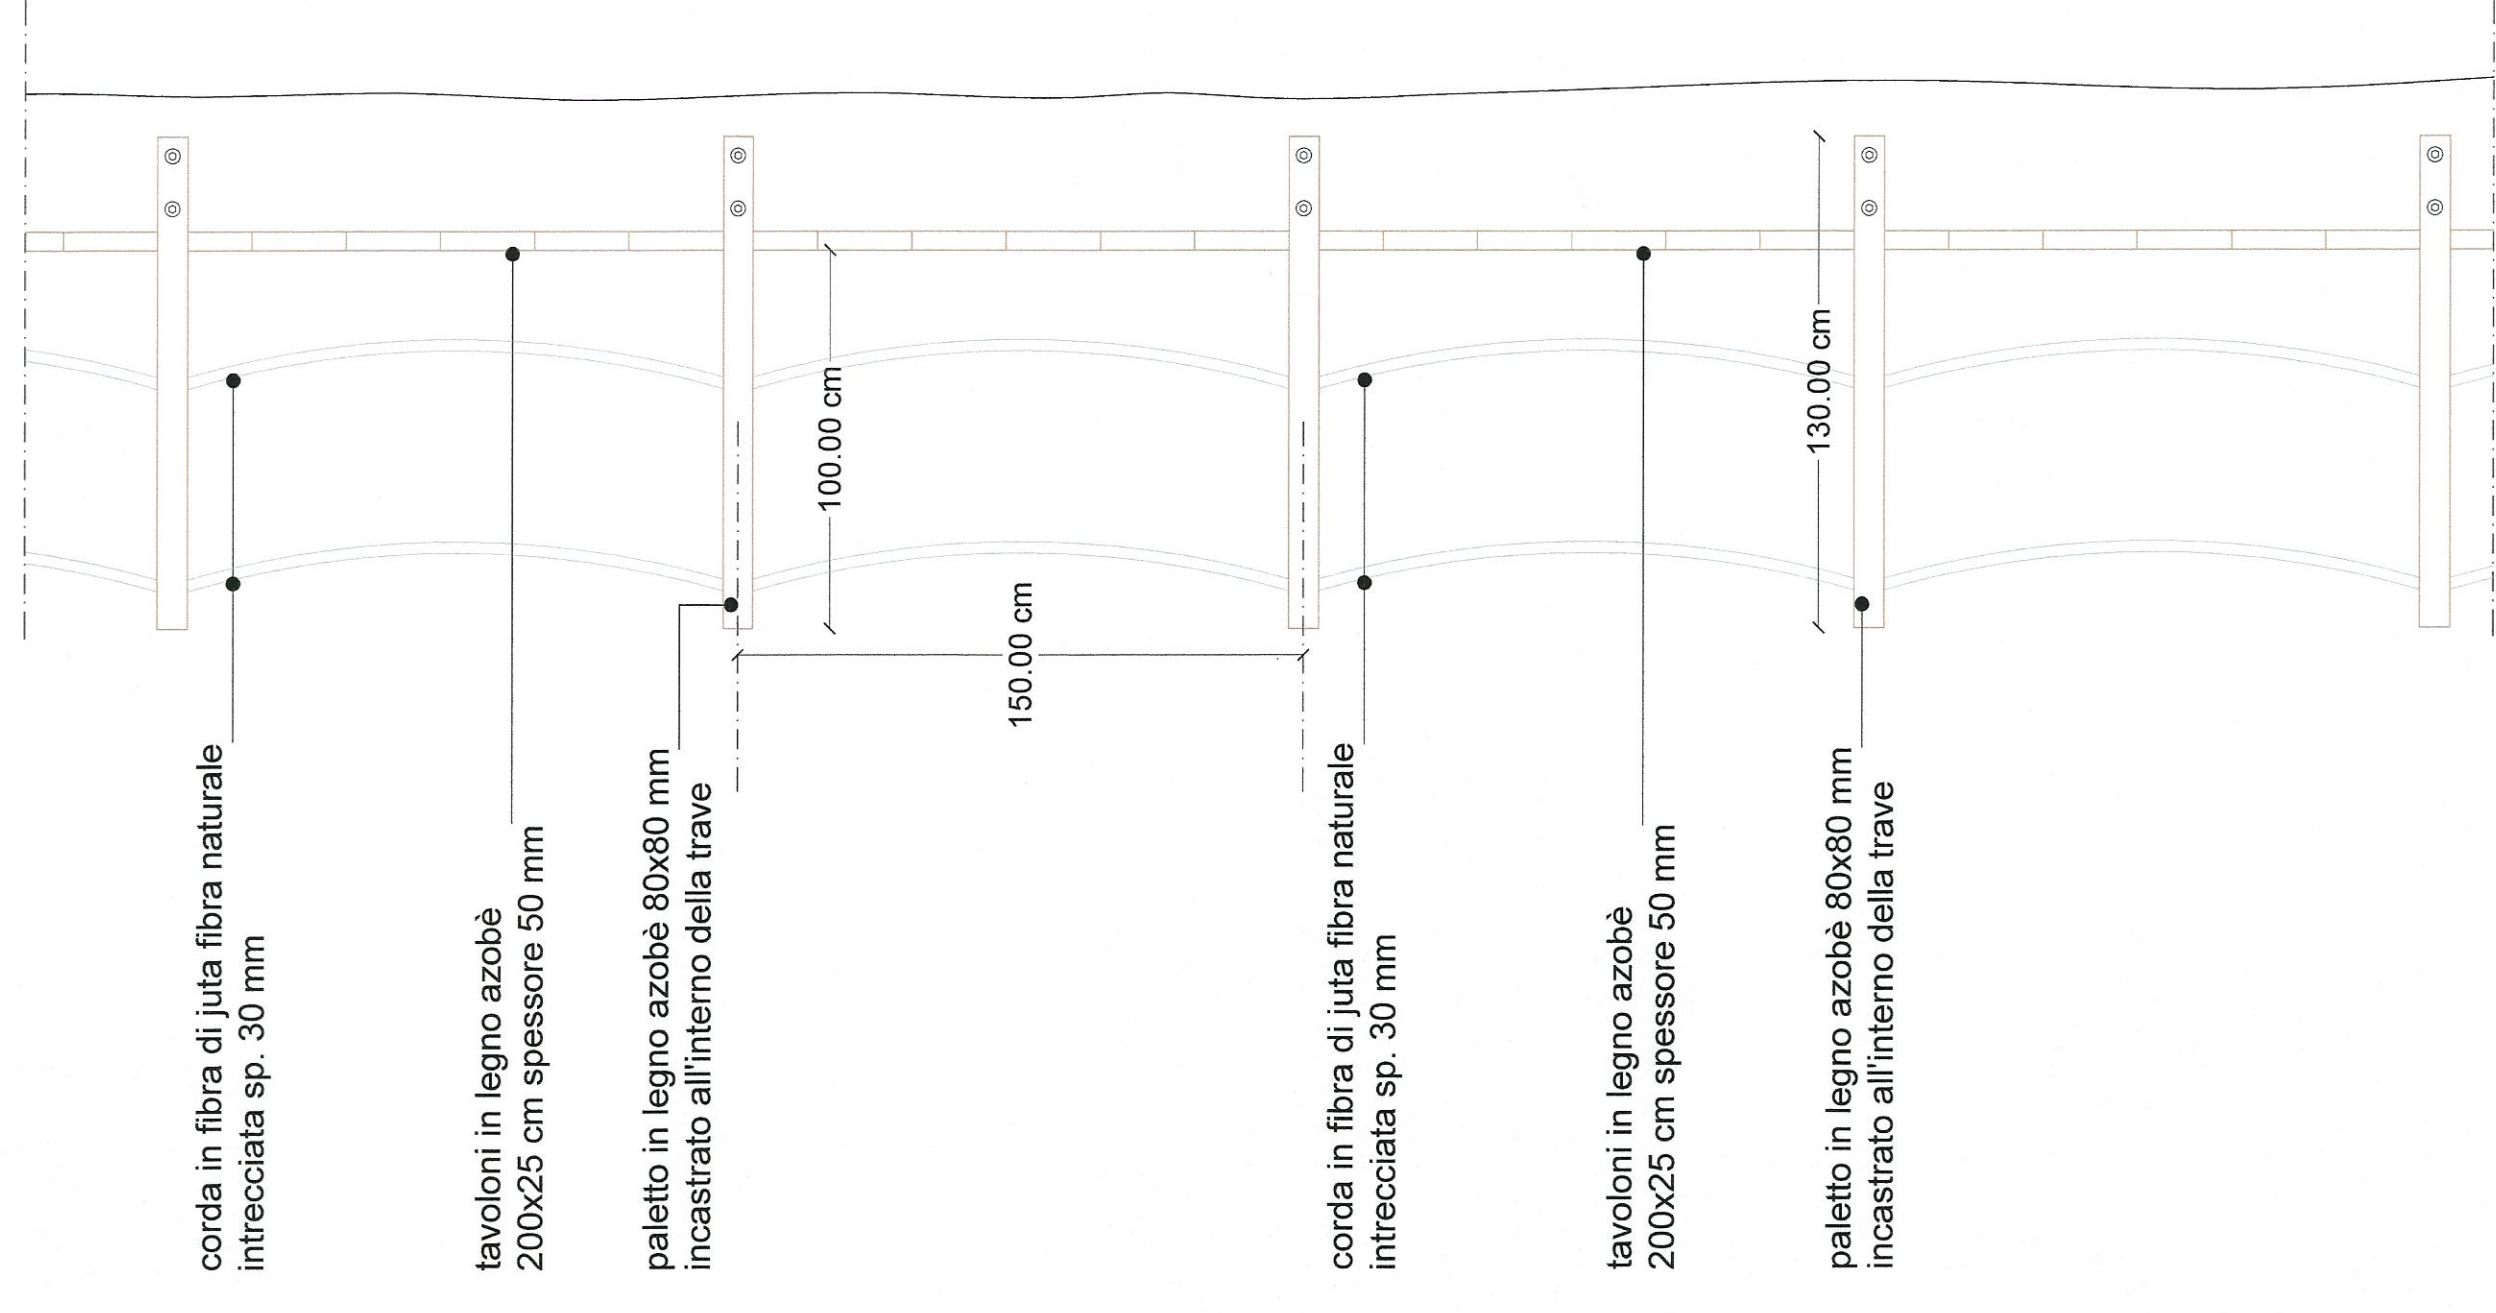 corda in fibra di juta fibra naturale
intrecciata sp. 30 mm
tavoloni in legno azobè
200x25 cm spessore 50 mm
paletto in legno azobè 80x80 mm
incastrato all'interno della trave
100.00 cm
150.00 cm
corda in fibra di juta fibra naturale
intrecciata sp. 30 mm
tavoloni in legno azobè
200x25 cm spessore 50 mm
130.00 cm
paletto in legno azobè 80x80 mm
incastrato all'interno della trave